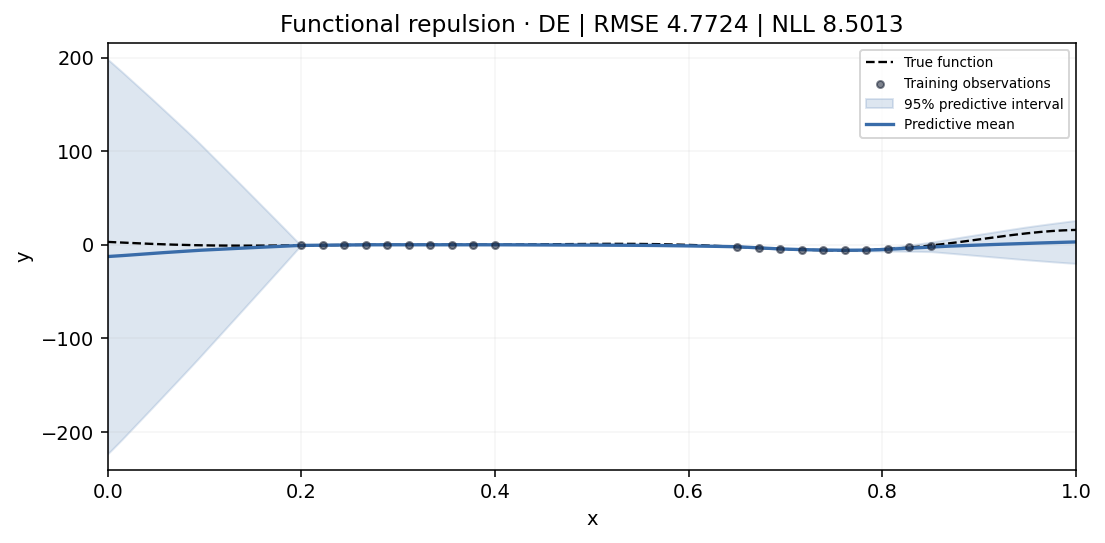 Functional repulsion · DE | RMSE 4.7724 | NLL 8.5013
True function
Training observations
95% predictive interval
Predictive mean
y
200
100
0
−100
−200
0.0 0.2 0.4 0.6 0.8 1.0
x